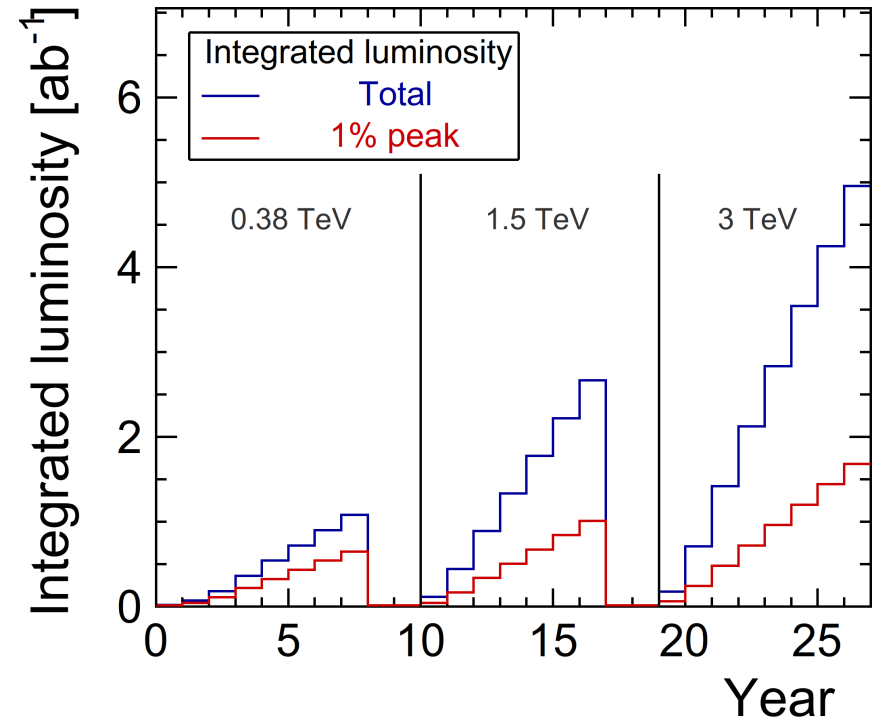 Integrated luminosity [ab-1]
6
4
2
0
Integrated luminosity
Total
1% peak
0.38 TeV
1.5 TeV
3 TeV
0 5 10 15 20 25
Year